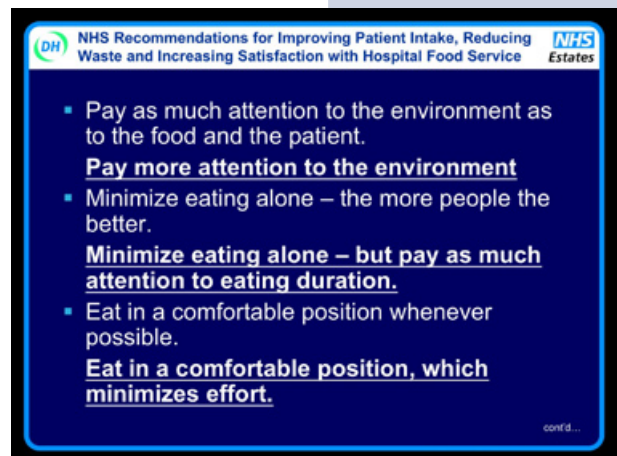 DH
NHS Recommendations for Improving Patient Intake, Reducing
Waste and Increasing Satisfaction with Hospital Food Service
NHS
Estates
Pay as much attention to the environment as
to the food and the patient.
Pay more attention to the environment
Minimize eating alone – the more people the
better.
Minimize eating alone – but pay as much
attention to eating duration.
Eat in a comfortable position whenever
possible.
Eat in a comfortable position, which
minimizes effort.
cont'd...